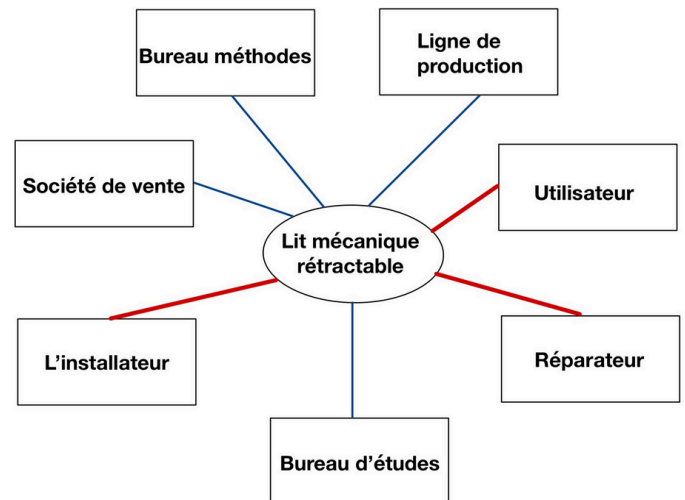 Bureau méthodes
Ligne de
production
Société de vente
Utilisateur
Lit mécanique
rétractable
L’installateur
Réparateur
Bureau d’études